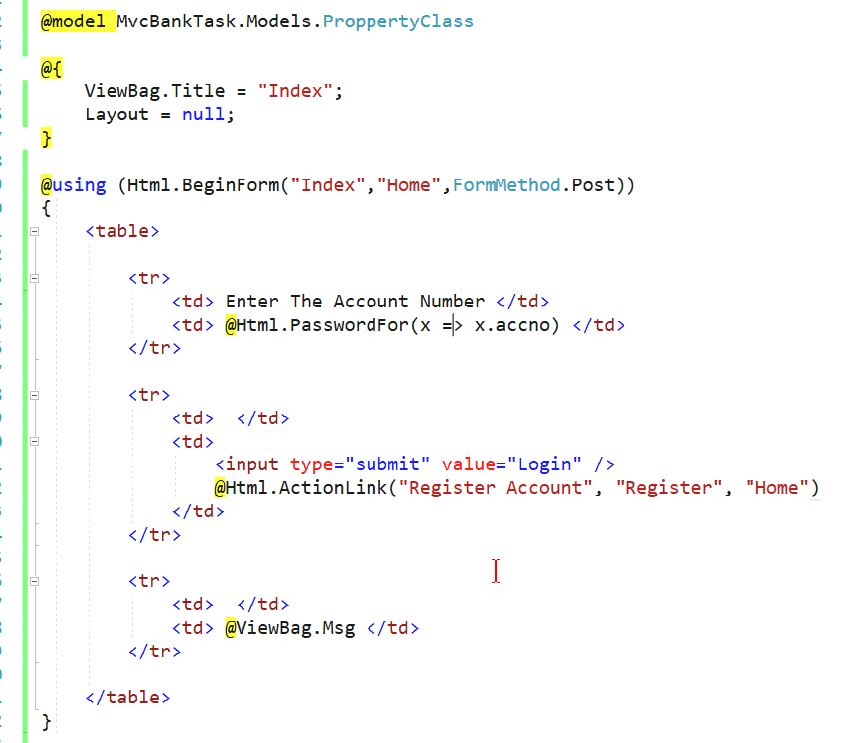 @model MvcBankTask.Models.ProppertyClass
@{
ViewBag.Title = "Index";
Layout = null;
}
@using (Html.BeginForm("Index","Home",FormMethod.Post))
{
<table>
<tr>
<td> Enter The Account Number </td>
<td> @Html.PasswordFor(x => x.accno) </td>
</tr>
<tr>
<td> </td>
<td>
<input type="submit" value="Login" />
@Html.ActionLink("Register Account", "Register", "Home")
</td>
</tr>
<tr>
<td> </td>
<td> @ViewBag.Msg </td>
</tr>
</table>
}